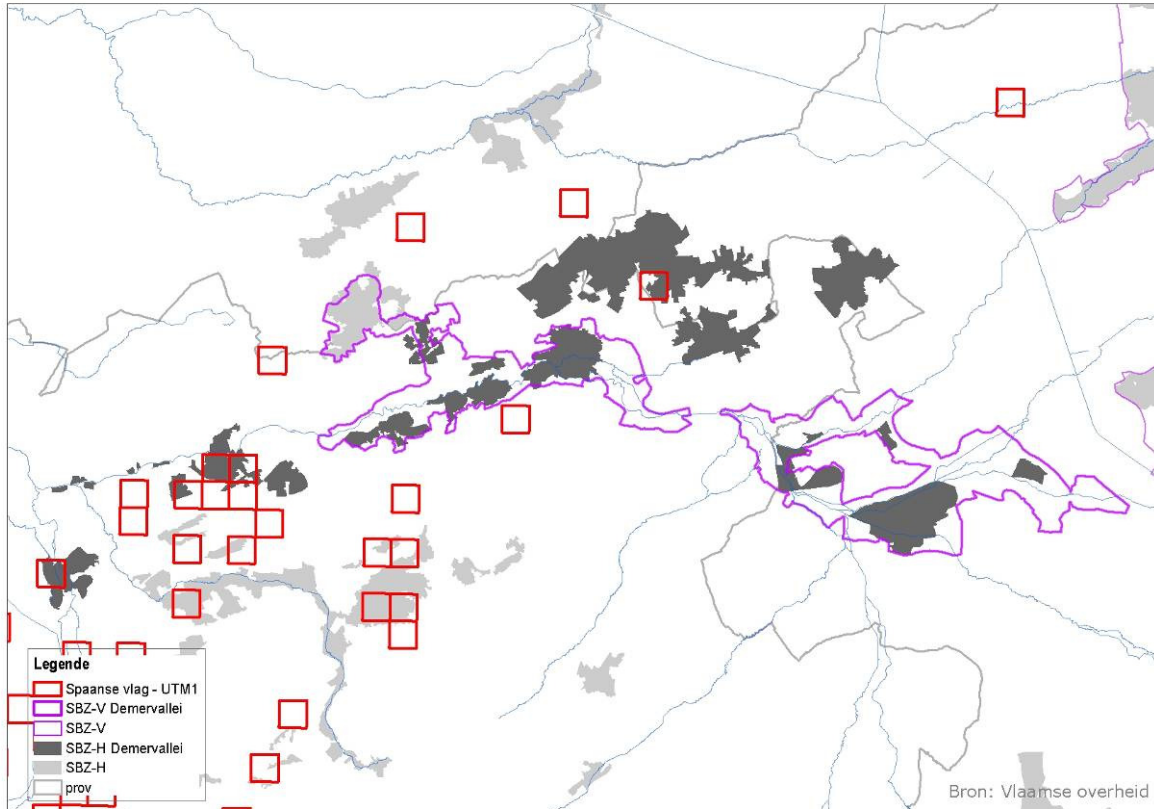 Legende
Spaanse vlag - UTM1
SBZ-V Demervallei
SBZ-V
SBZ-H Demervallei
SBZ-H
prov
Bron: Vlaamse overheid